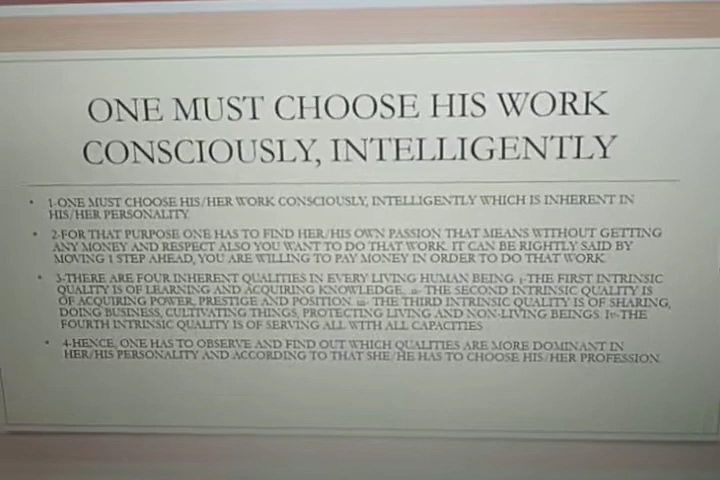 ONE MUST CHOOSE HIS WORK
CONSCIOUSLY, INTELLIGENTLY
• 1-ONE MUST CHOOSE HIS/HER WORK CONSCIOUSLY, INTELLIGENTLY WHICH IS INHERENT IN
HIS/HER PERSONALITY
• 2-FOR THAT PURPOSE ONE HAS TO FIND HER/HIS OWN PASSION THAT MEANS WITHOUT GETTING
ANY MONEY AND RESPECT ALSO YOU WANT TO DO THAT WORK. IT CAN BE RIGHTLY SAID BY
MOVING 1 STEP AHEAD, YOU ARE WILLING TO PAY MONEY IN ORDER TO DO THAT WORK.
• 3-THERE ARE FOUR INHERENT QUALITIES IN EVERY LIVING HUMAN BEING. i-THE FIRST INTRINSIC
QUALITY IS OF LEARNING AND ACQUIRING KNOWLEDGE. ii- THE SECOND INTRINSIC QUALITY IS
OF ACQUIRING POWER, PRESTIGE AND POSITION. iii- THE THIRD INTRINSIC QUALITY IS OF SHARING,
DOING BUSINESS, CULTIVATING THINGS, PROTECTING LIVING AND NON-LIVING BEINGS. Iv-THE
FOURTH INTRINSIC QUALITY IS OF SERVING ALL WITH ALL CAPACITIES
• 4-HENCE, ONE HAS TO OBSERVE AND FIND OUT WHICH QUALITIES ARE MORE DOMINANT IN
HER/HIS PERSONALITY AND ACCORDING TO THAT SHE/HE HAS TO CHOOSE HIS/HER PROFESSION.